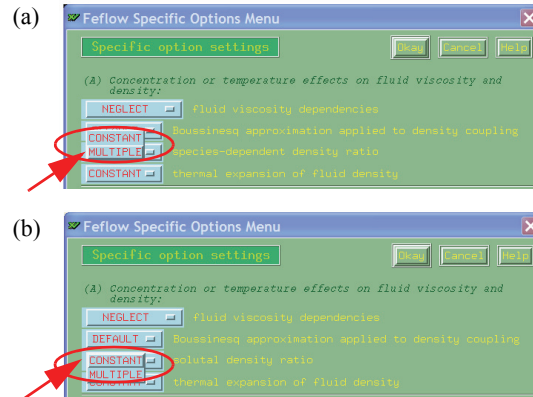 (a)
Feflow Specific Options Menu
Specific option settings
Okay Cancel Help
(A) Concentration or temperature effects on fluid viscosity and
density:
NEGLECT fluid viscosity dependencies
Boussinesq approximation applied to density coupling
CONSTANT
MULTIPLE species-dependent density ratio
CONSTANT thermal expansion of fluid density
(b)
Feflow Specific Options Menu
Specific option settings
Okay Cancel Help
(A) Concentration or temperature effects on fluid viscosity and
density:
NEGLECT fluid viscosity dependencies
DEFAULT Boussinesq approximation applied to density coupling
CONSTANT solutal density ratio
MULTIPLE
CONSTANT thermal expansion of fluid density